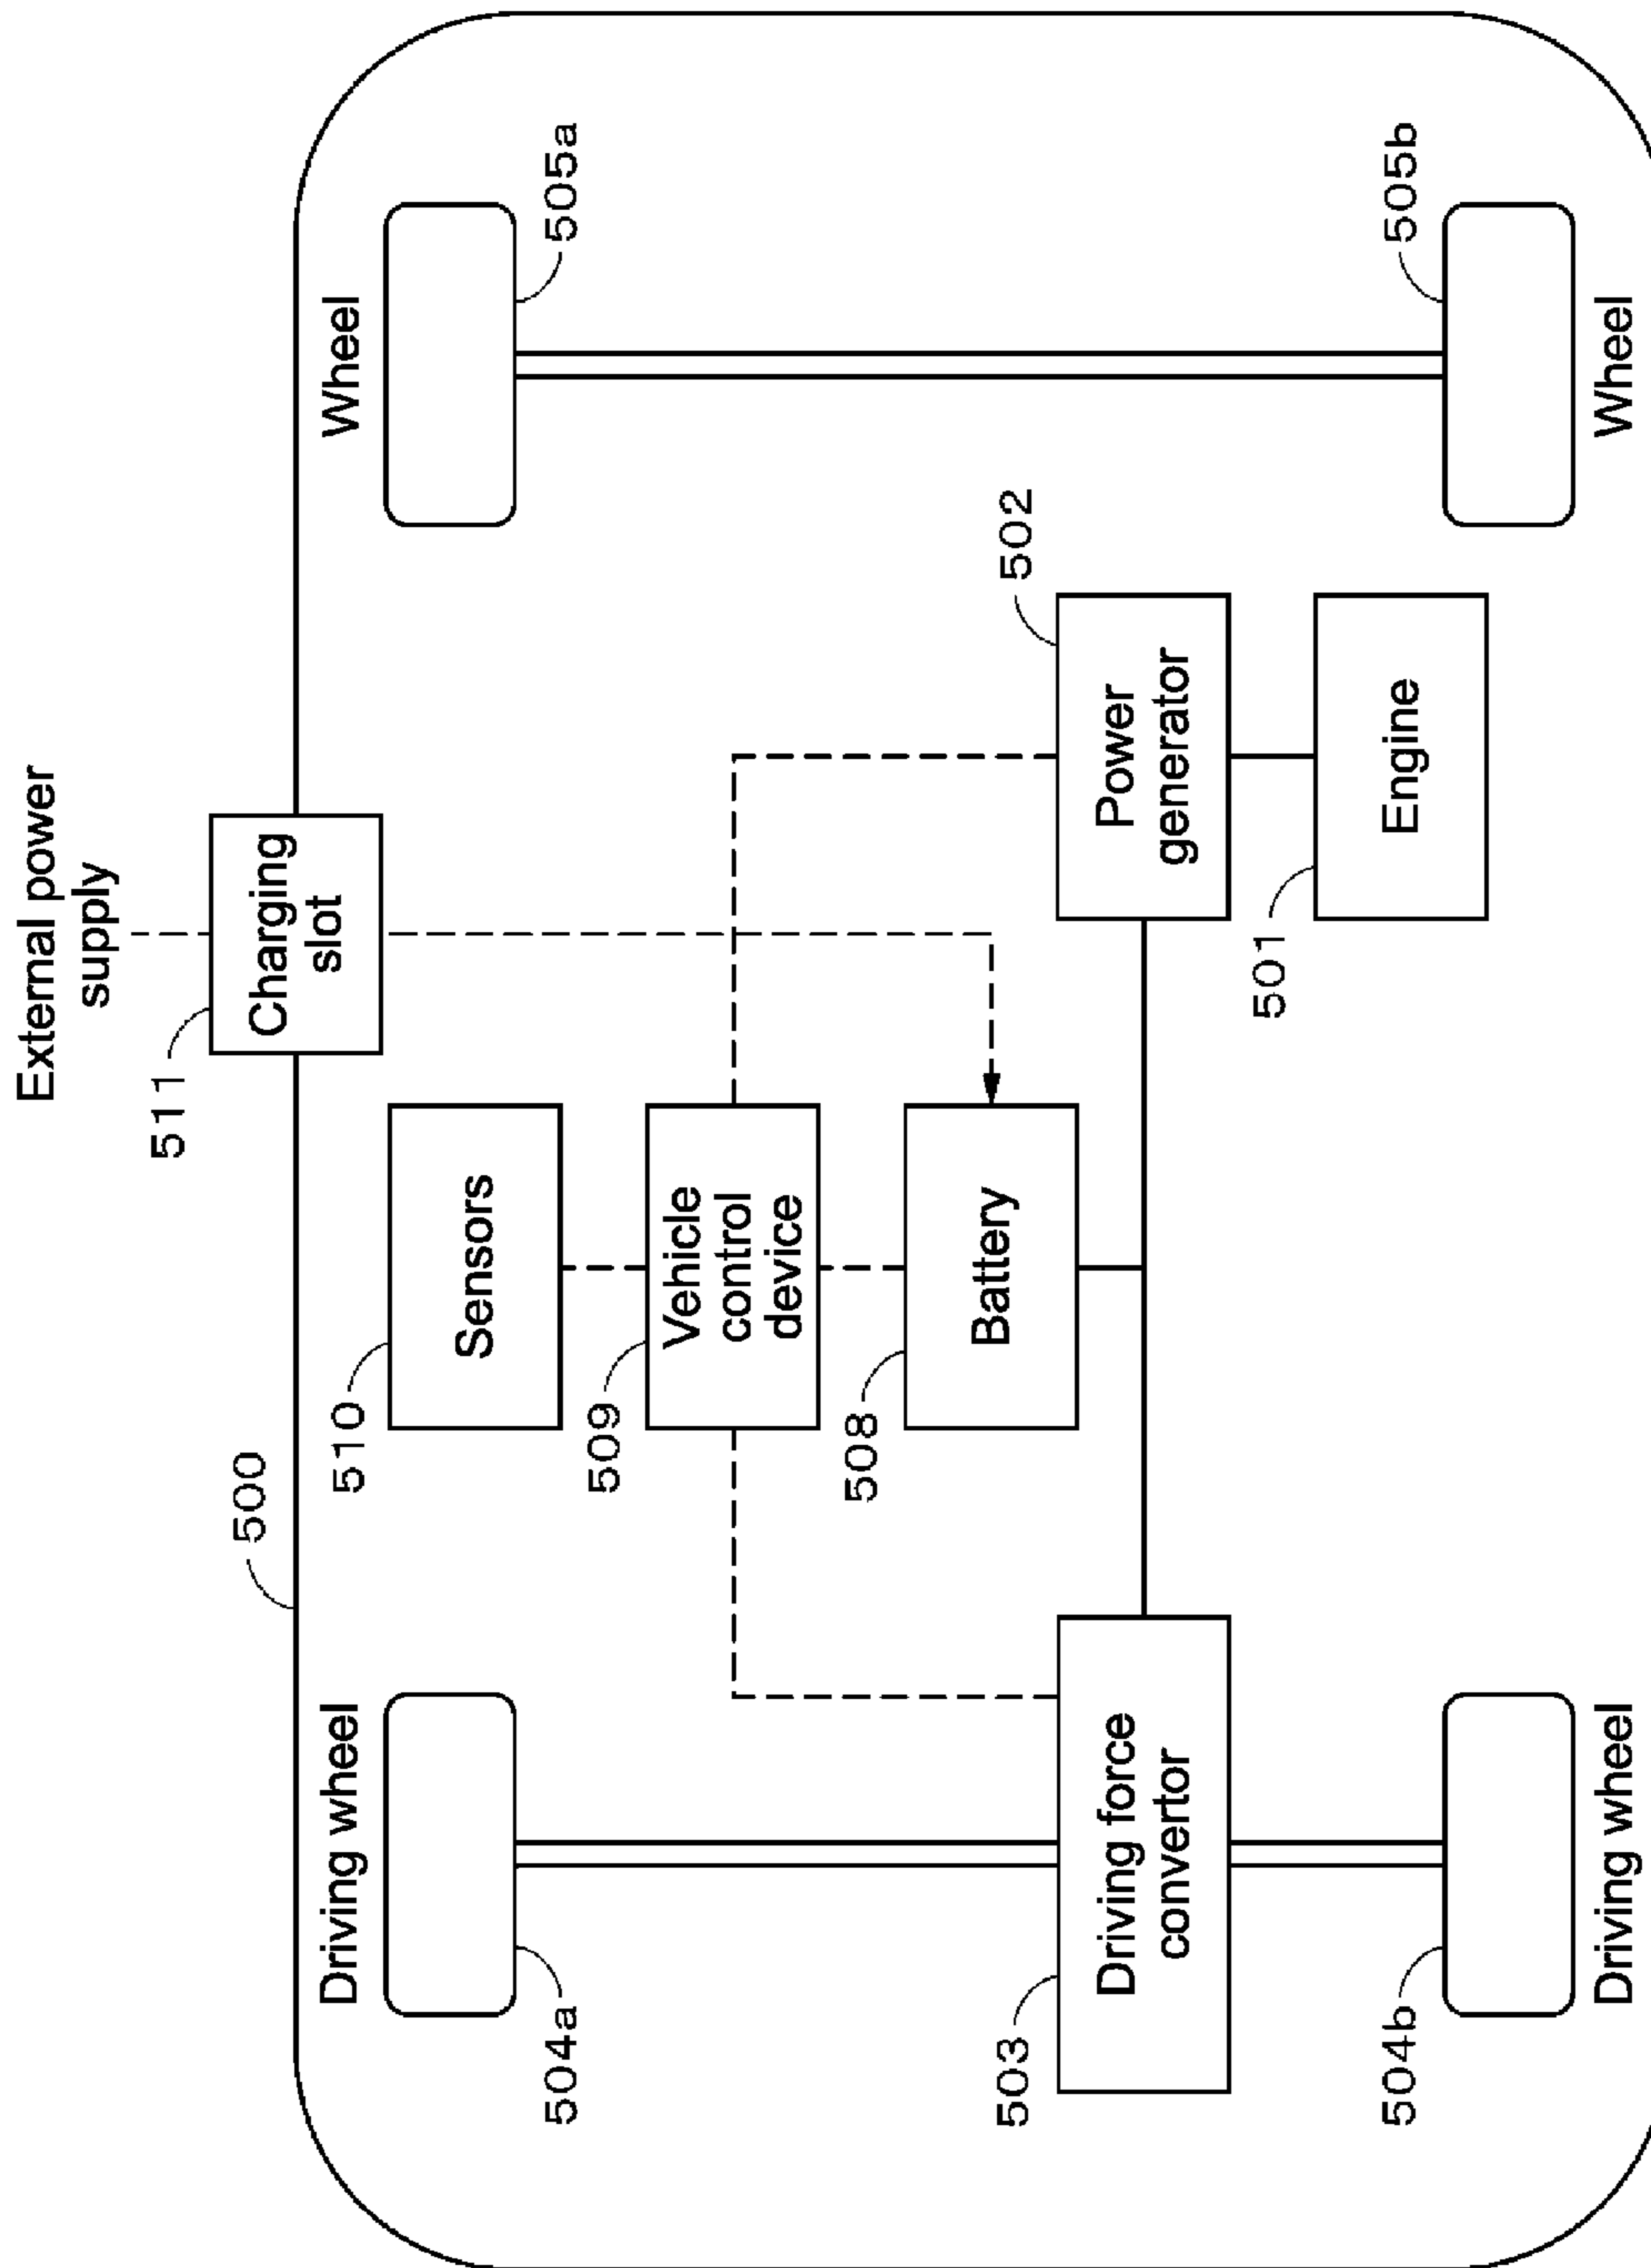 External power
supply
511
Charging
slot
500
Driving wheel
504a
Wheel
505a
510
Sensors
509
Vehicle
control
device
508
Battery
503
Driving force
convertor
502
Power
generator
501
Engine
504b
Driving wheel
505b
Wheel